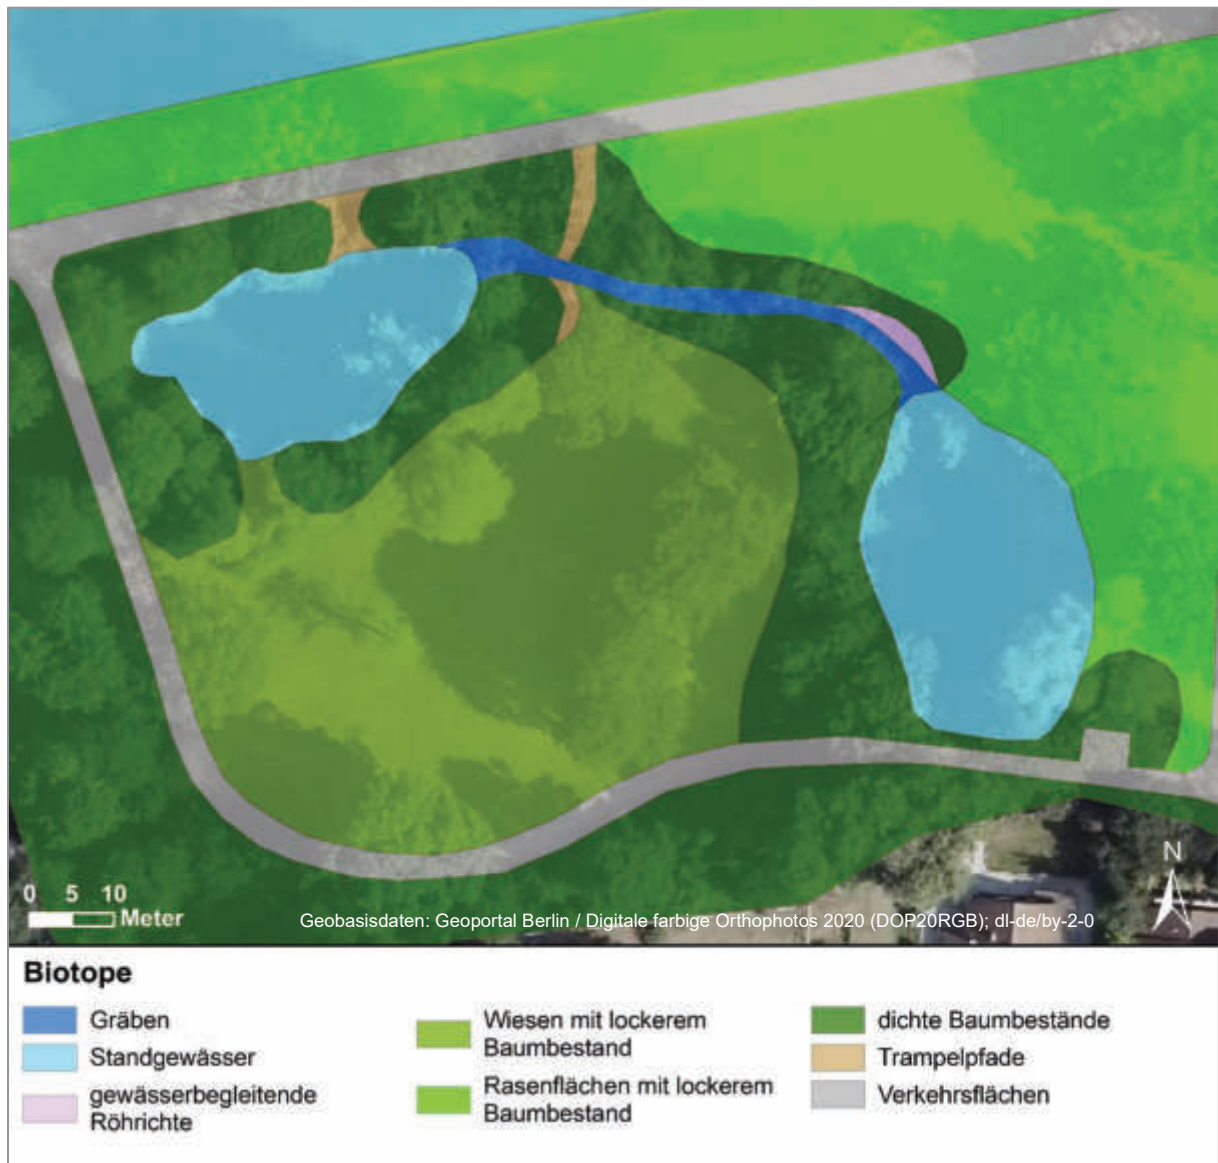 N
0 5 10
Meter
Geobasisdaten: Geoportal Berlin / Digitale farbige Orthophotos 2020 (DOP20RGB); dl-de/by-2-0
Biotope
Gräben
Standgewässer
gewässerbegleitende
Röhrichte
Wiesen mit lockerem
Baumbestand
Rasenflächen mit lockerem
Baumbestand
dichte Baumbestände
Trampelpfade
Verkehrsflächen